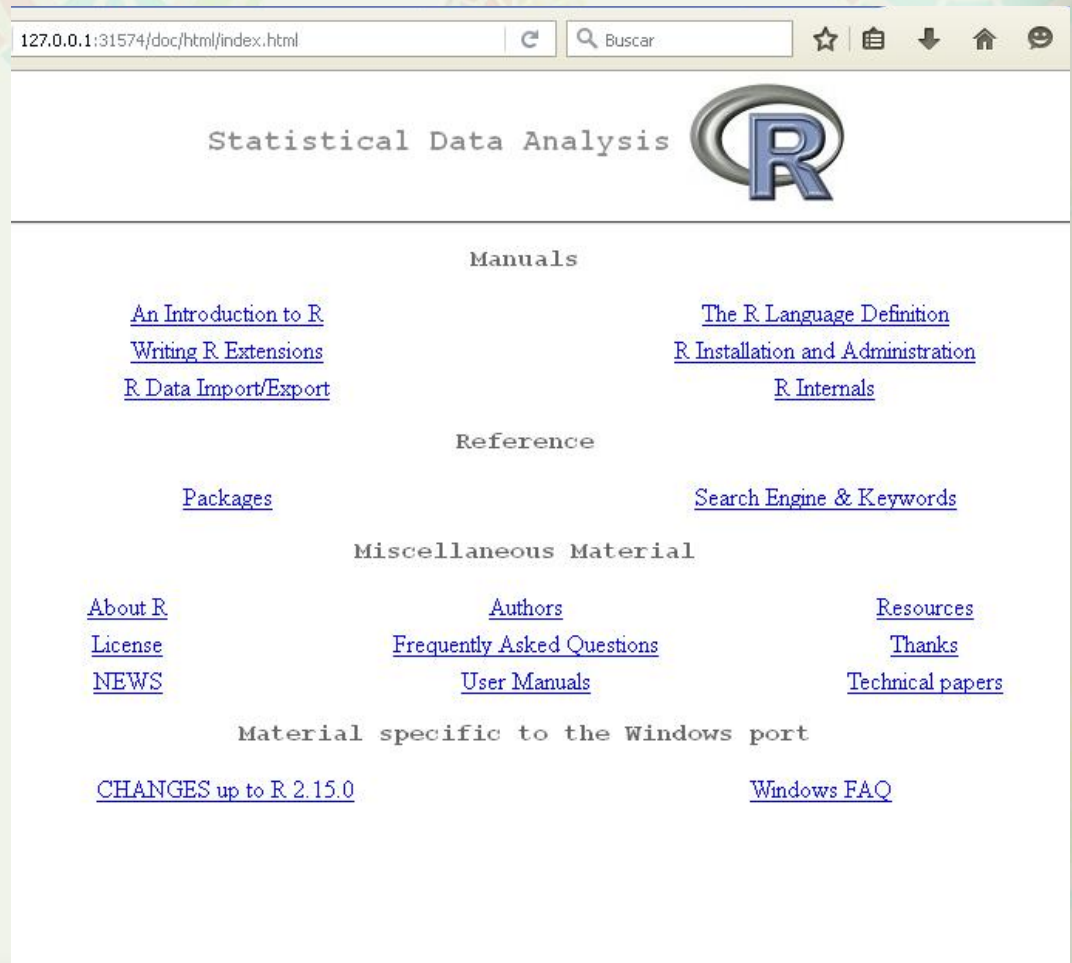 127.0.0.1:31574/doc/html/index.html Buscar
Statistical Data Analysis R
Manuals
An Introduction to R The R Language Definition
Writing R Extensions R Installation and Administration
R Data Import/Export R Internals
Reference
Packages Search Engine & Keywords
Miscellaneous Material
About R Authors Resources
License Frequently Asked Questions Thanks
NEWS User Manuals Technical papers
Material specific to the Windows port
CHANGES up to R 2.15.0 Windows FAQ